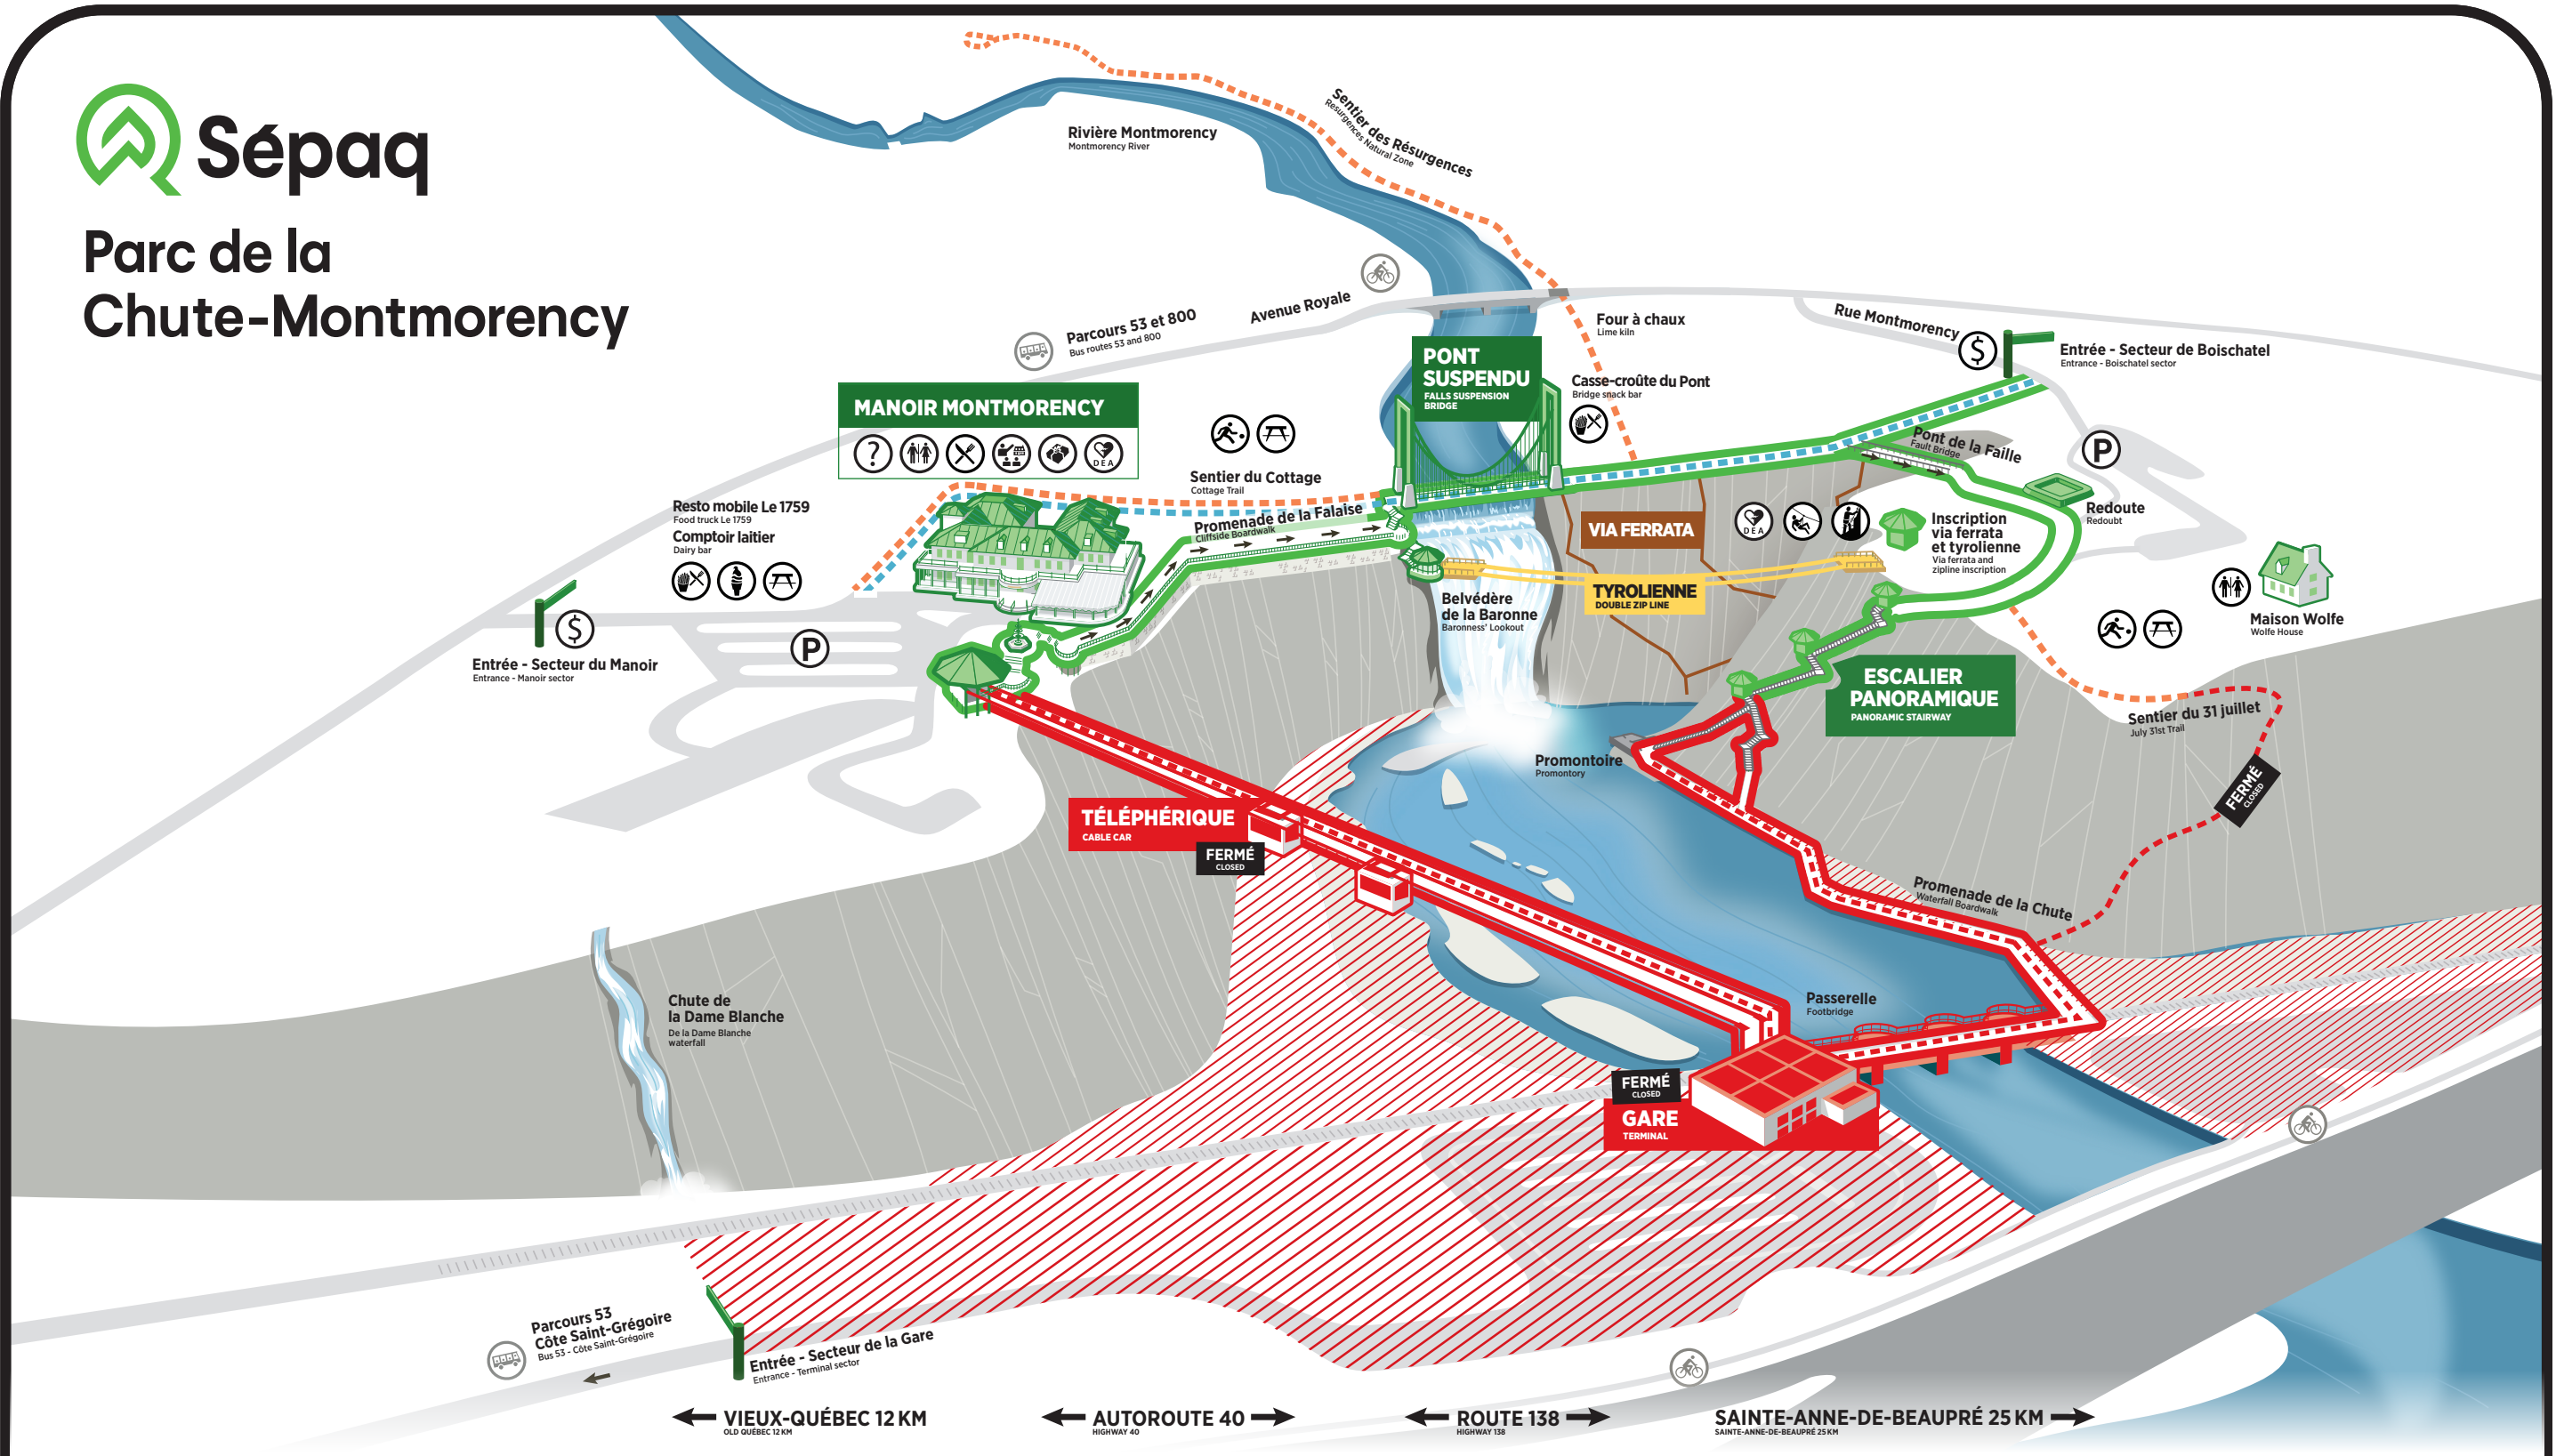 Sépaq
Parc de la
Chute-Montmorency
Rivière Montmorency
Montmorency River
Sentier des Résurgences
Resurgences Natural Zone
Parcours 53 et 800
Bus routes 53 and 800
Avenue Royale
Four à chaux
Lime kiln
Rue Montmorency
$
Entrée - Secteur de Boischatel
Entrance - Boischatel sector
PONT
SUSPENDU
FALLS SUSPENSION
BRIDGE
Casse-croûte du Pont
Bridge snack bar
MANOIR MONTMORENCY
?
DEA
Sentier du Cottage
Cottage Trail
Pont de la Faille
Fault Bridge
P
Resto mobile Le 1759
Food truck Le 1759
Comptoir laitier
Dairy bar
Promenade de la Falaise
Cliffside Boardwalk
VIA FERRATA
DEA
Inscription
via ferrata
et tyrolienne
Via ferrata and
zipline inscription
Redoute
Redoubt
TYROLIENNE
DOUBLE ZIP LINE
Belvédère
de la Baronne
Baronness' Lookout
Maison Wolfe
Wolfe House
$
Entrée - Secteur du Manoir
Entrance - Manoir sector
P
ESCALIER
PANORAMIQUE
PANORAMIC STAIRWAY
Sentier du 31 juillet
July 31st Trail
FERMÉ
CLOSED
Promontoire
Promontory
TÉLÉPHÉRIQUE
CABLE CAR
FERMÉ
CLOSED
Promenade de la Chute
Waterfall Boardwalk
Chute de
la Dame Blanche
De la Dame Blanche
waterfall
Passerelle
Footbridge
FERMÉ
CLOSED
GARE
TERMINAL
Parcours 53
Côte Saint-Grégoire
Bus 53 - Côte Saint-Grégoire
Entrée - Secteur de la Gare
Entrance - Terminal sector
VIEUX-QUÉBEC 12 KM
OLD QUÉBEC 12 KM
AUTOROUTE 40
HIGHWAY 40
ROUTE 138
HIGHWAY 138
SAINTE-ANNE-DE-BEAUPRÉ 25 KM
SAINTE-ANNE-DE-BEAUPRÉ 25 KM